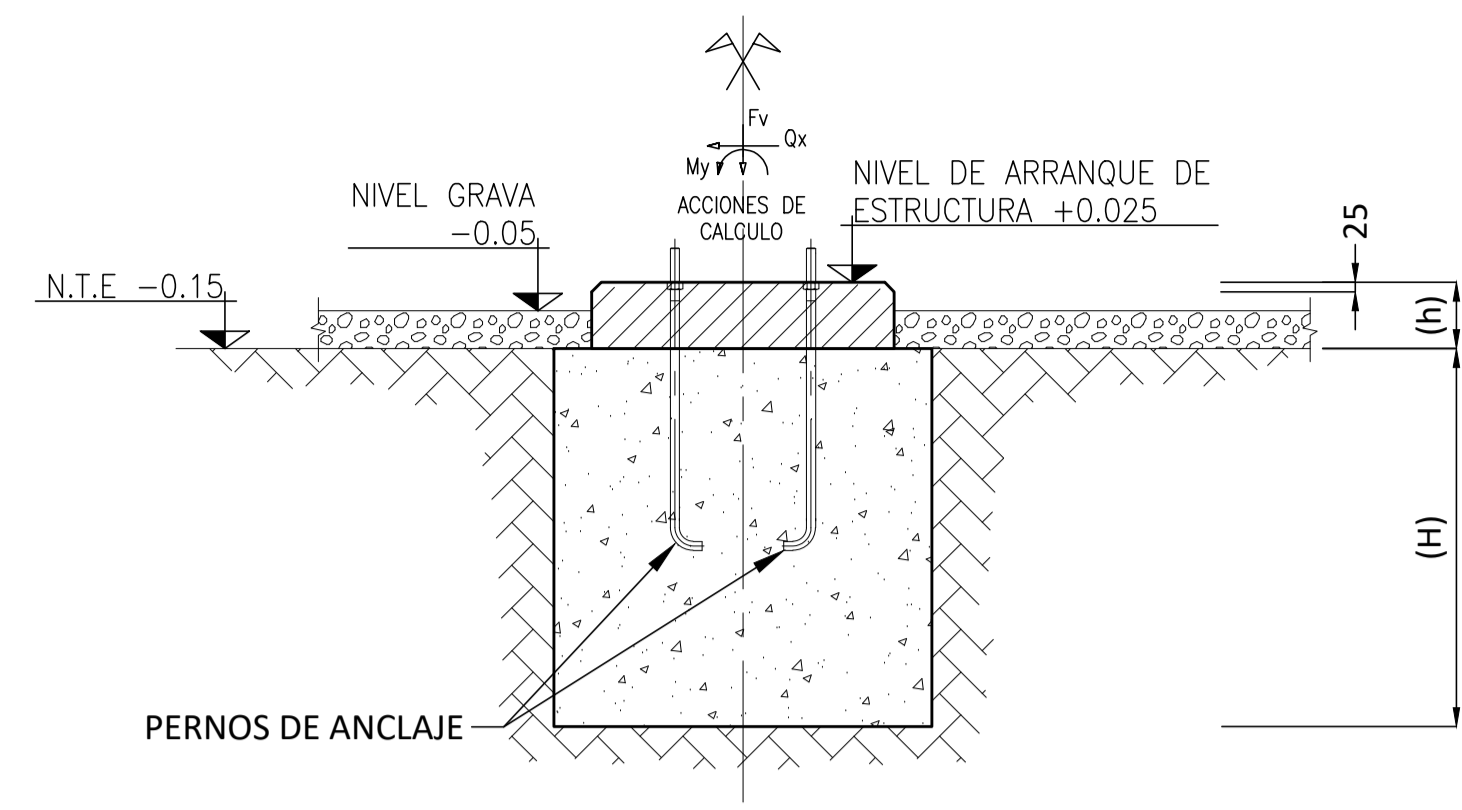 Fv
Qx
My
ACCIONES DE
CALCULO
NIVEL GRAVA
-0.05
NIVEL DE ARRANQUE DE
ESTRUCTURA +0.025
N.T.E -0.15
25
(h)
(H)
PERNOS DE ANCLAJE